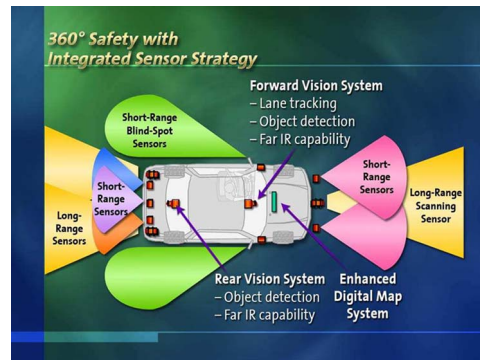 360° Safety with
Integrated Sensor Strategy
Forward Vision System
– Lane tracking
– Object detection
– Far IR capability
Short-Range
Blind-Spot
Sensors
Short-
Range
Sensors
Long-
Range
Sensors
Short-
Range
Sensors
Long-Range
Scanning
Sensor
Rear Vision System
– Object detection
– Far IR capability
Enhanced
Digital Map
System